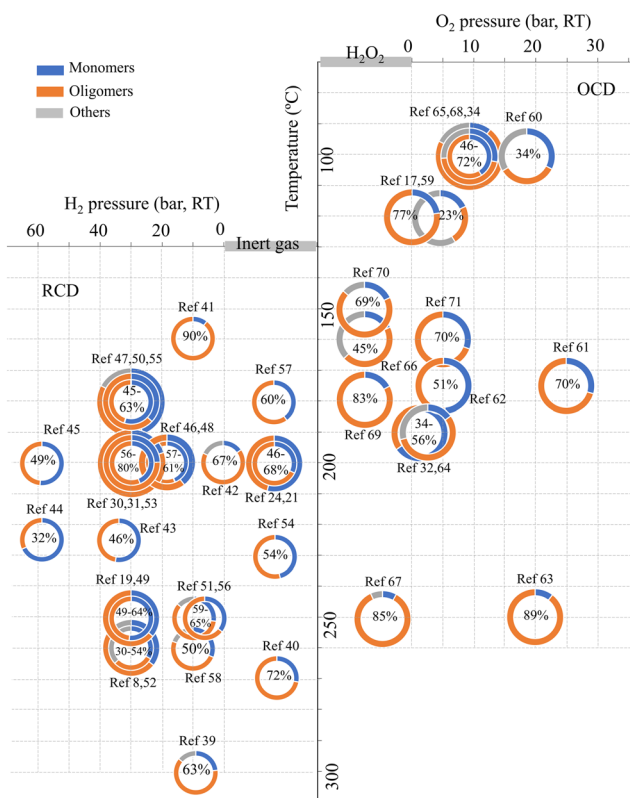 O2 pressure (bar, RT)
H2O2
0
10
20
30
Monomers
Oligomers
Others
OCD
Temperature (°C)
Ref 65,68,34
Ref 60
46-
72%
34%
100
Ref 17,59
77%
23%
H2 pressure (bar, RT)
60
40
20
0
Inert gas
RCD
Ref 70
69%
Ref 41
90%
150
Ref 71
70%
45%
Ref 47,50,55
45-
63%
Ref 57
60%
Ref 66
51%
Ref 61
70%
83%
Ref 62
Ref 69
34-
56%
Ref 32,64
Ref 45
49%
Ref 46,48
56-
80%
57-
61%
67%
Ref 42
46-
68%
Ref 24,21
200
Ref 30,31,53
Ref 44
32%
Ref 43
46%
Ref 54
54%
Ref 19,49
49-64%
30-54%
Ref 8,52
Ref 51,56
59-
65%
50%
Ref 58
Ref 40
72%
Ref 67
85%
Ref 63
89%
250
Ref 39
63%
300